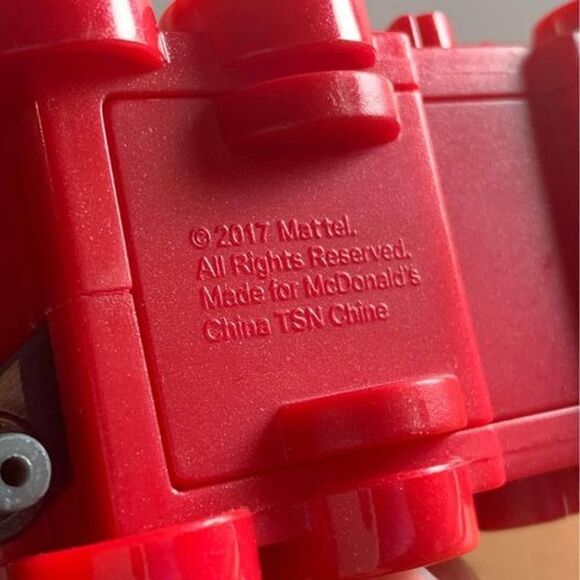 © 2017 Mattel.
All Rights Reserved.
Made for McDonald's
China TSN Chine